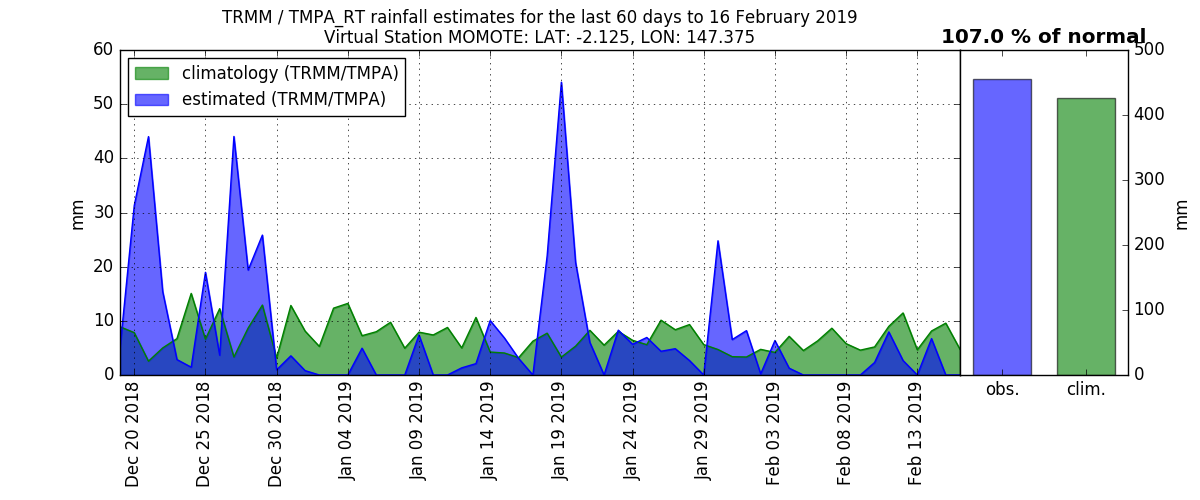 TRMM / TMPA_RT rainfall estimates for the last 60 days to 16 February 2019
Virtual Station MOMOTE: LAT: -2.125, LON: 147.375
107.0 % of normal
climatology (TRMM/TMPA)
estimated (TRMM/TMPA)
60
50
40
30
20
10
0
mm
Dec 20 2018
Dec 25 2018
Dec 30 2018
Jan 04 2019
Jan 09 2019
Jan 14 2019
Jan 19 2019
Jan 24 2019
Jan 29 2019
Feb 03 2019
Feb 08 2019
Feb 13 2019
500
400
300
200
100
0
mm
obs.
clim.